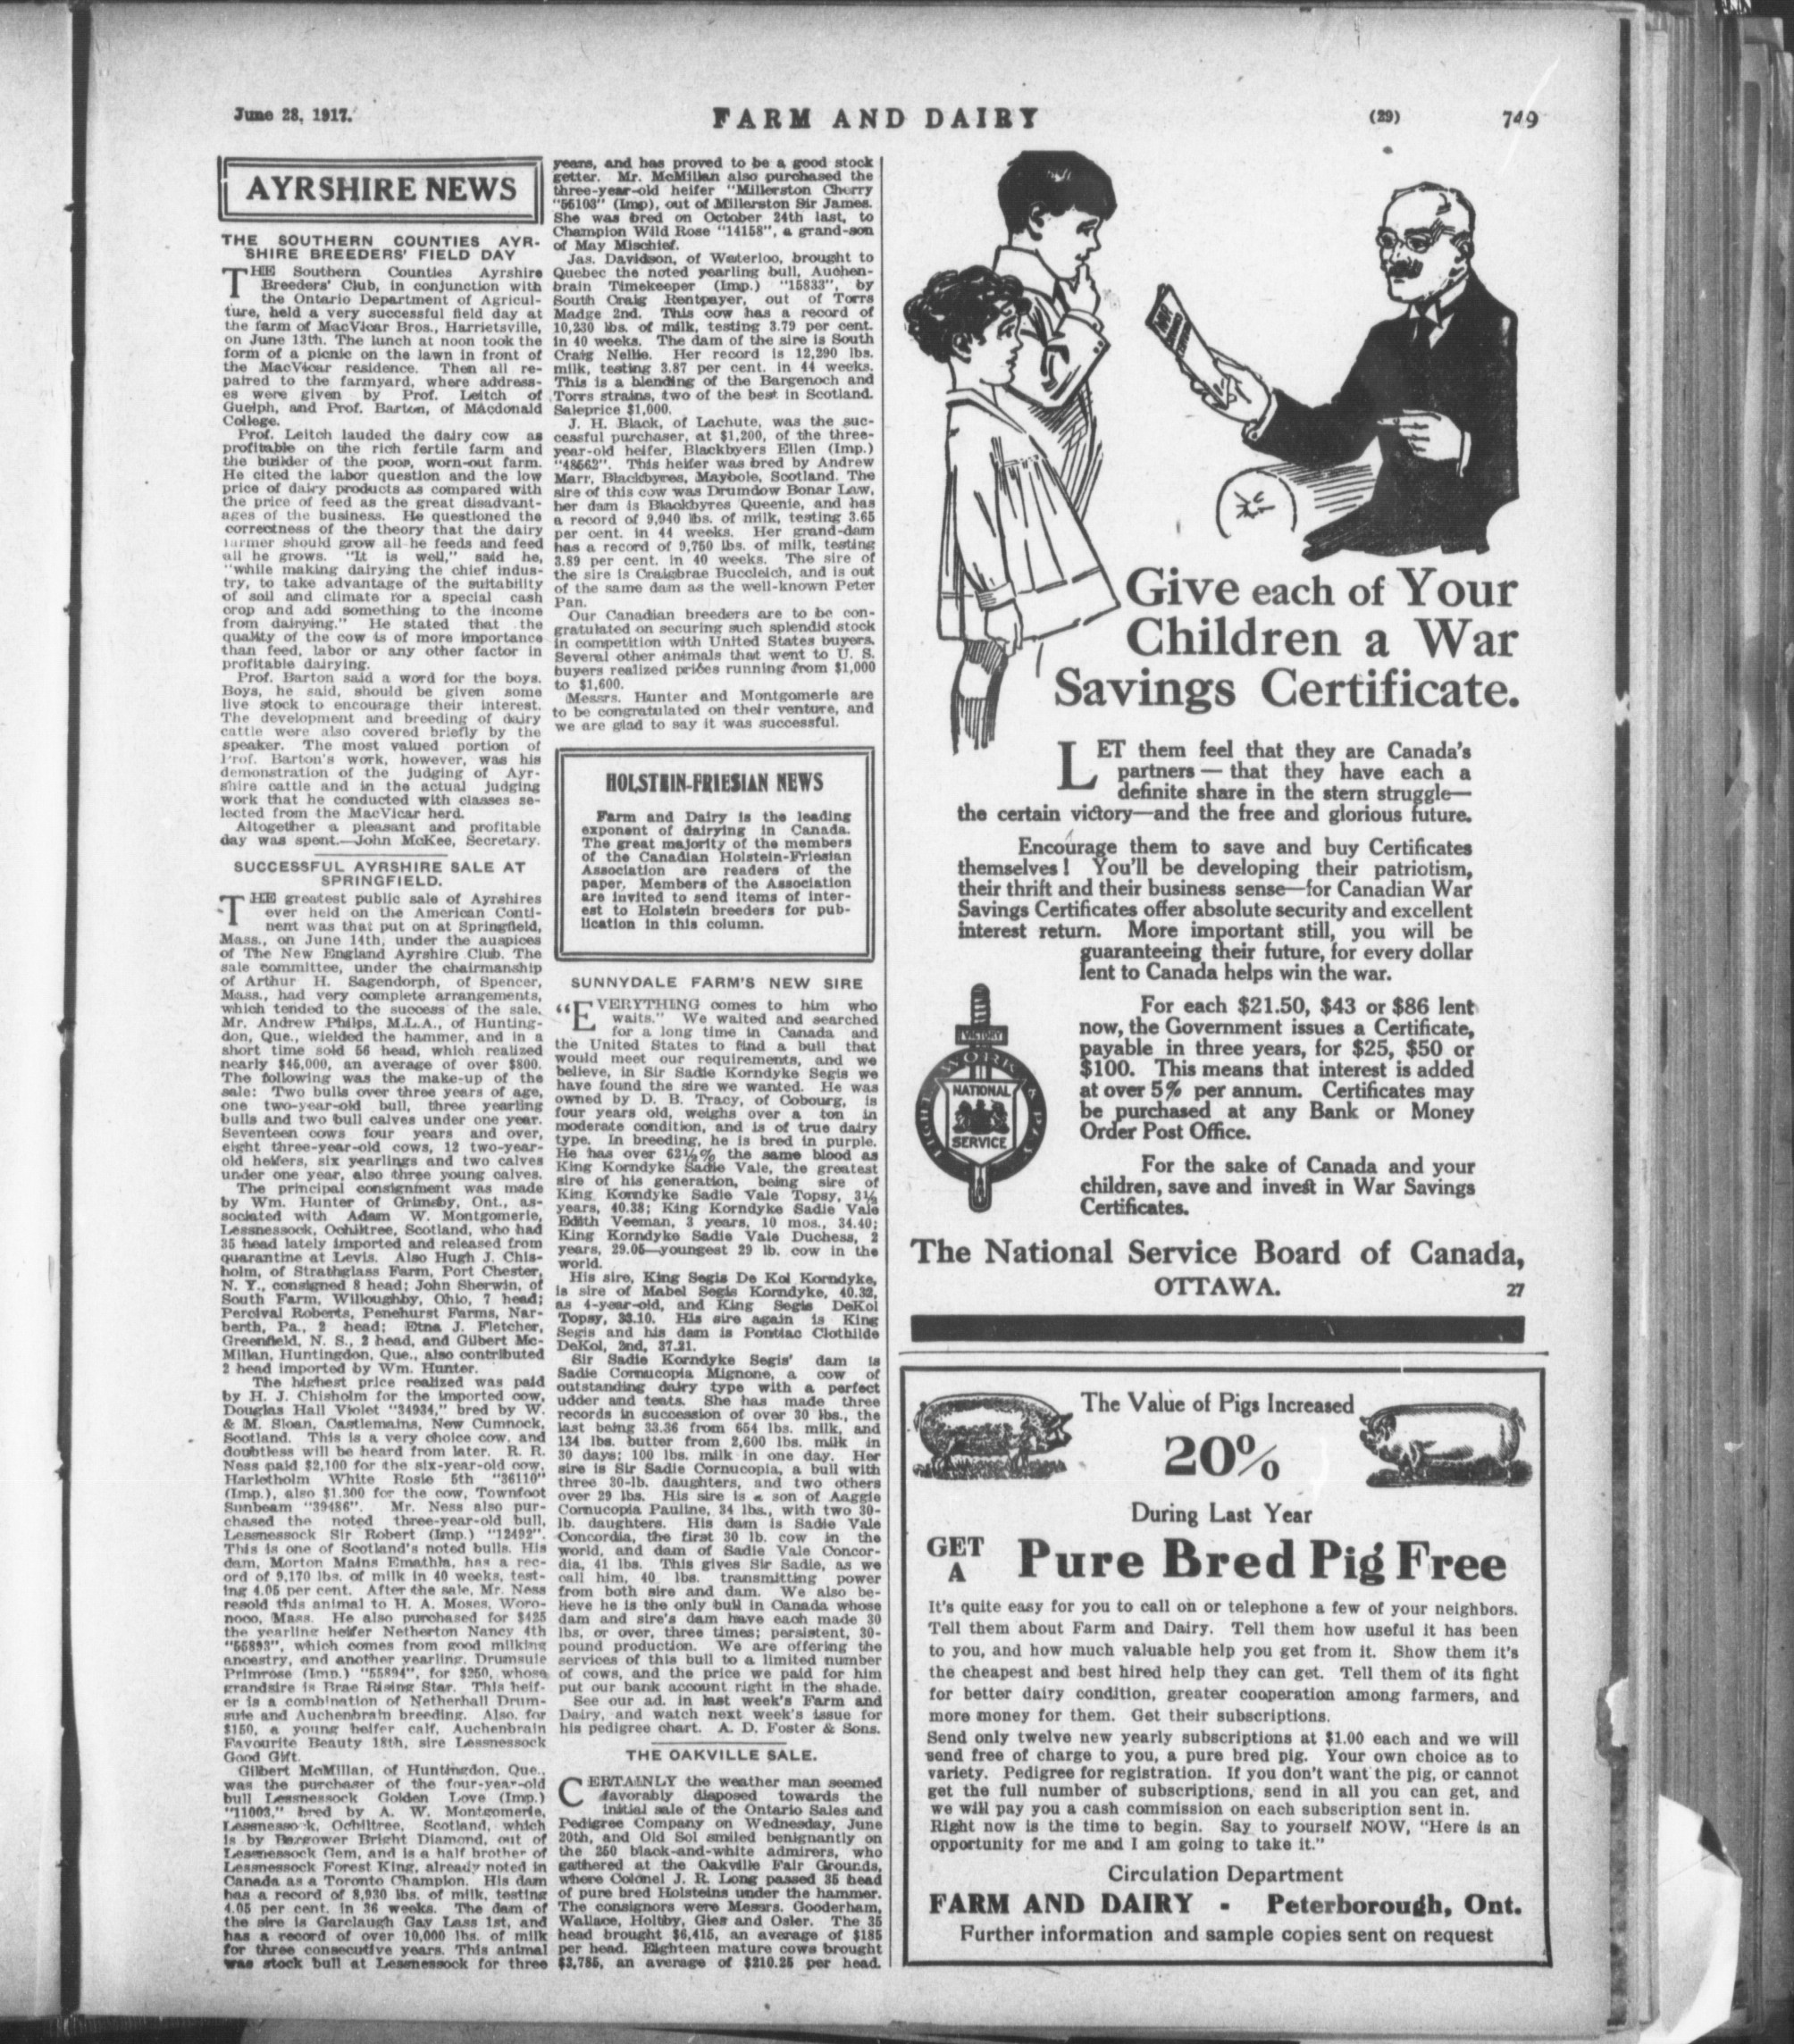 June 28, 1917.
FARM AND DAIRY
(29)
749
AYRSHIRE NEWS
THE SOUTHERN COUNTIES AYR-
SHIRE BREEDERS' FIELD DAY
THE Southern Counties Ayrshire
Breeders' Club, in conjunction with
the Ontario Department of Agricul-
ture, held a very successful field day at
the farm of MacVicar Bros., Harrietsville,
on June 13th. The lunch at noon took the
form of a picnic on the lawn in front of
the MacVicar residence. Then all re-
paired to the farmyard, where address-
es were given by Prof. Leitch of
Guelph, and Prof. Barton, of Macdonald
College.
Prof. Leitch lauded the dairy cow as
profitable on the rich fertile farm and
the builder of the poor, worn-out farm.
He cited the labor question and the low
price of dairy products as compared with
the price of feed as the great disadvant-
ages of the business. He questioned the
correctness of the theory that the dairy
farmer should grow all he feeds and feed
all he grows. "It is well," said he,
"while making dairying the chief indus-
try, to take advantage of the suitability
of soil and climate for a special cash
crop and add something to the income
from dairying." He stated that the
quality of the cow is of more importance
than feed, labor or any other factor in
profitable dairying.
Prof. Barton said a word for the boys.
Boys, he said, should be given some
live stock to encourage their interest.
The development and breeding of dairy
cattle were also covered briefly by the
speaker. The most valued portion of
Prof. Barton's work, however, was his
demonstration of the judging of Ayr-
shire cattle and in the actual judging
work that he conducted with classes se-
lected from the MacVicar herd.
Altogether a pleasant and profitable
day was spent.—John McKee, Secretary.
SUCCESSFUL AYRSHIRE SALE AT
SPRINGFIELD.
THE greatest public sale of Ayrshires
ever held on the American Conti-
nent was that put on at Springfield,
Mass., on June 14th, under the auspices
of The New England Ayrshire Club. The
sale committee, under the chairmanship
of Arthur H. Sagendorph, of Spencer,
Mass., had very complete arrangements,
which tended to the success of the sale.
Mr. Andrew Philps, M.L.A., of Hunting-
don, Que., wielded the hammer, and in a
short time sold 56 head, which realized
nearly $45,000, an average of over $800.
The following was the make-up of the
sale: Two bulls over three years of age,
one two-year-old bull, three yearling
bulls and two bull calves under one year.
Seventeen cows four years and over,
eight three-year-old cows, 12 two-year-
old heifers, six yearlings and two calves
under one year, also three young calves.
The principal consignment was made
by Wm. Hunter of Grimsby, Ont., as-
sociated with Adam W. Montgomerie,
Lessnessock, Ochiltree, Scotland, who had
35 head lately imported and released from
quarantine at Levis. Also Hugh J. Chis-
holm, of Strathglass Farm, Port Chester,
N. Y., consigned 8 head; John Sherwin, of
South Farm, Willoughby, Ohio, 7 head;
Percival Roberts, Penehurst Farms, Nar-
berth, Pa., 2 head; Etna J. Fletcher,
Greenfield, N. S., 2 head, and Gilbert Mc-
Millan, Huntingdon, Que., also contributed
2 head imported by Wm. Hunter.
The highest price realized was paid
by H. J. Chisholm for the imported cow,
Douglas Hall Violet "34934," bred by W.
& M. Sloan, Castlemains, New Cumnock,
Scotland. This is a very choice cow, and
doubtless will be heard from later. R. R.
Ness paid $2,100 for the six-year-old cow,
Harletholm White Rosie 5th "36110"
(Imp.), also $1,300 for the cow, Townfoot
Sunbeam "39486". Mr. Ness also pur-
chased the noted three-year-old bull,
Lessnessock Sir Robert (Imp.) "12492".
This is one of Scotland's noted bulls. His
dam, Morton Mains Emathla, has a rec-
ord of 9,170 lbs. of milk in 40 weeks, test-
ing 4.05 per cent. After the sale, Mr. Ness
resold this animal to H. A. Moses, Woro-
noco, Mass. He also purchased for $425
the yearling heifer Netherton Nancy 4th
"55893", which comes from good milking
ancestry, and another yearling, Drumsuie
Primrose (Imp.) "55894", for $250, whose
grandsire is Brae Rising Star. This heif-
er is a combination of Netherhall Drum-
suie and Auchenbrain breeding. Also, for
$150, a young heifer calf, Auchenbrain
Favourite Beauty 18th, sire Lessnessock
Good Gift.
Gilbert McMillan, of Huntingdon, Que.,
was the purchaser of the four-year-old
bull Lessnessock Golden Love (Imp.)
"11003," bred by A. W. Montgomerie,
Lessnessock, Ochiltree, Scotland, which
is by Bargower Bright Diamond, out of
Lessnessock Gem, and is a half brother of
Lessnessock Forest King, already noted in
Canada as a Toronto Champion. His dam
has a record of 8,930 lbs. of milk, testing
4.05 per cent. in 36 weeks. The dam of
the sire is Garclaugh Gay Lass 1st, and
has a record of over 10,000 lbs. of milk
for three consecutive years. This animal
was stock bull at Lessnessock for three
years, and has proved to be a good stock
getter. Mr. McMillan also purchased the
three-year-old heifer "Millerston Cherry
"55103" (Imp), out of Millerston Sir James.
She was bred on October 24th last, to
Champion Wild Rose "14158", a grand-son
of May Mischief.
Jas. Davidson, of Waterloo, brought to
Quebec the noted yearling bull, Auchen-
brain Timekeeper (Imp.) "15833", by
South Craig Rentpayer, out of Torrs
Madge 2nd. This cow has a record of
10,230 lbs. of milk, testing 3.79 per cent.
in 40 weeks. The dam of the sire is South
Craig Nellie. Her record is 12,290 lbs.
milk, testing 3.87 per cent. in 44 weeks.
This is a blending of the Bargenoch and
Torrs strains, two of the best in Scotland.
Saleprice $1,000.
J. H. Black, of Lachute, was the suc-
cessful purchaser, at $1,200, of the three-
year-old heifer, Blackbyers Ellen (Imp.)
"48662". This heifer was bred by Andrew
Marr, Blackbyres, Maybole, Scotland. The
sire of this cow was Drumdow Bonar Law,
her dam is Blackbyres Queenie, and has
a record of 9,940 lbs. of milk, testing 3.65
per cent. in 44 weeks. Her grand-dam
has a record of 9,750 lbs. of milk, testing
3.89 per cent. in 40 weeks. The sire of
the sire is Craigbrae Buccleich, and is out
of the same dam as the well-known Peter
Pan.
Our Canadian breeders are to be con-
gratulated on securing such splendid stock
in competition with United States buyers.
Several other animals that went to U. S.
buyers realized prices running from $1,000
to $1,600.
Messrs. Hunter and Montgomerie are
to be congratulated on their venture, and
we are glad to say it was successful.
HOLSTEIN-FRIESIAN NEWS
Farm and Dairy is the leading
exponent of dairying in Canada.
The great majority of the members
of the Canadian Holstein-Friesian
Association are readers of the
paper. Members of the Association
are invited to send items of inter-
est to Holstein breeders for pub-
lication in this column.
SUNNYDALE FARM'S NEW SIRE
"EVERYTHING comes to him who
waits." We waited and searched
for a long time in Canada and
the United States to find a bull that
would meet our requirements, and we
believe, in Sir Sadie Korndyke Segis we
have found the sire we wanted. He was
owned by D. B. Tracy, of Cobourg, is
four years old, weighs over a ton in
moderate condition, and is of true dairy
type. In breeding, he is bred in purple.
He has over 62½% the same blood as
King Korndyke Sadie Vale, the greatest
sire of his generation, being sire of
King Korndyke Sadie Vale Topsy, 3½
years, 40.38; King Korndyke Sadie Vale
Edith Veeman, 3 years, 10 mos., 34.40;
King Korndyke Sadie Vale Duchess, 2
years, 29.05—youngest 29 lb. cow in the
world.
His sire, King Segis De Kol Korndyke,
is sire of Mabel Segis Korndyke, 40.32,
as 4-year-old, and King Segis DeKol
Topsy, 33.10. His sire again is King
Segis and his dam is Pontiac Clothilde
DeKol, 2nd, 37.21.
Sir Sadie Korndyke Segis' dam is
Sadie Cornucopia Mignone, a cow of
outstanding dairy type with a perfect
udder and teats. She has made three
records in succession of over 30 lbs., the
last being 33.36 from 654 lbs. milk, and
134 lbs. butter from 2,600 lbs. milk in
30 days; 100 lbs. milk in one day. Her
sire is Sir Sadie Cornucopia, a bull with
three 30-lb. daughters, and two others
over 29 lbs. His sire is a son of Aaggie
Cornucopia Pauline, 34 lbs., with two 30-
lb. daughters. His dam is Sadie Vale
Concordia, the first 30 lb. cow in the
world, and dam of Sadie Vale Concor-
dia, 41 lbs. This gives Sir Sadie, as we
call him, 40 lbs. transmitting power
from both sire and dam. We also be-
lieve he is the only bull in Canada whose
dam and sire's dam have each made 30
lbs. or over, three times; persistent, 30-
pound production. We are offering the
services of this bull to a limited number
of cows, and the price we paid for him
put our bank account right in the shade.
See our ad. in last week's Farm and
Dairy, and watch next week's issue for
his pedigree chart. A. D. Foster & Sons.
THE OAKVILLE SALE.
CERTAINLY the weather man seemed
favorably disposed towards the
initial sale of the Ontario Sales and
Pedigree Company on Wednesday, June
20th, and Old Sol smiled benignantly on
the 250 black-and-white admirers, who
gathered at the Oakville Fair Grounds,
where Colonel J. R. Long passed 35 head
of pure bred Holsteins under the hammer.
The consignors were Messrs. Gooderham,
Wallace, Holtby, Gies and Osler. The 35
head brought $6,415, an average of $185
per head. Eighteen mature cows brought
$3,785, an average of $210.25 per head.
Give each of Your
Children a War
Savings Certificate.
LET them feel that they are Canada's
partners — that they have each a
definite share in the stern struggle—
the certain victory—and the free and glorious future.
Encourage them to save and buy Certificates
themselves! You'll be developing their patriotism,
their thrift and their business sense—for Canadian War
Savings Certificates offer absolute security and excellent
interest return. More important still, you will be
guaranteeing their future, for every dollar
lent to Canada helps win the war.
For each $21.50, $43 or $86 lent
now, the Government issues a Certificate,
payable in three years, for $25, $50 or
$100. This means that interest is added
at over 5% per annum. Certificates may
be purchased at any Bank or Money
Order Post Office.
For the sake of Canada and your
children, save and invest in War Savings
Certificates.
VICTORY
FIGHT WORK PAY
NATIONAL
SERVICE
The National Service Board of Canada,
OTTAWA.
27
The Value of Pigs Increased
20%
During Last Year
GET
A
Pure Bred Pig Free
It's quite easy for you to call on or telephone a few of your neighbors.
Tell them about Farm and Dairy. Tell them how useful it has been
to you, and how much valuable help you get from it. Show them it's
the cheapest and best hired help they can get. Tell them of its fight
for better dairy condition, greater cooperation among farmers, and
more money for them. Get their subscriptions.
Send only twelve new yearly subscriptions at $1.00 each and we will
send free of charge to you, a pure bred pig. Your own choice as to
variety. Pedigree for registration. If you don't want the pig, or cannot
get the full number of subscriptions, send in all you can get, and
we will pay you a cash commission on each subscription sent in.
Right now is the time to begin. Say to yourself NOW, "Here is an
opportunity for me and I am going to take it."
Circulation Department
FARM AND DAIRY - Peterborough, Ont.
Further information and sample copies sent on request